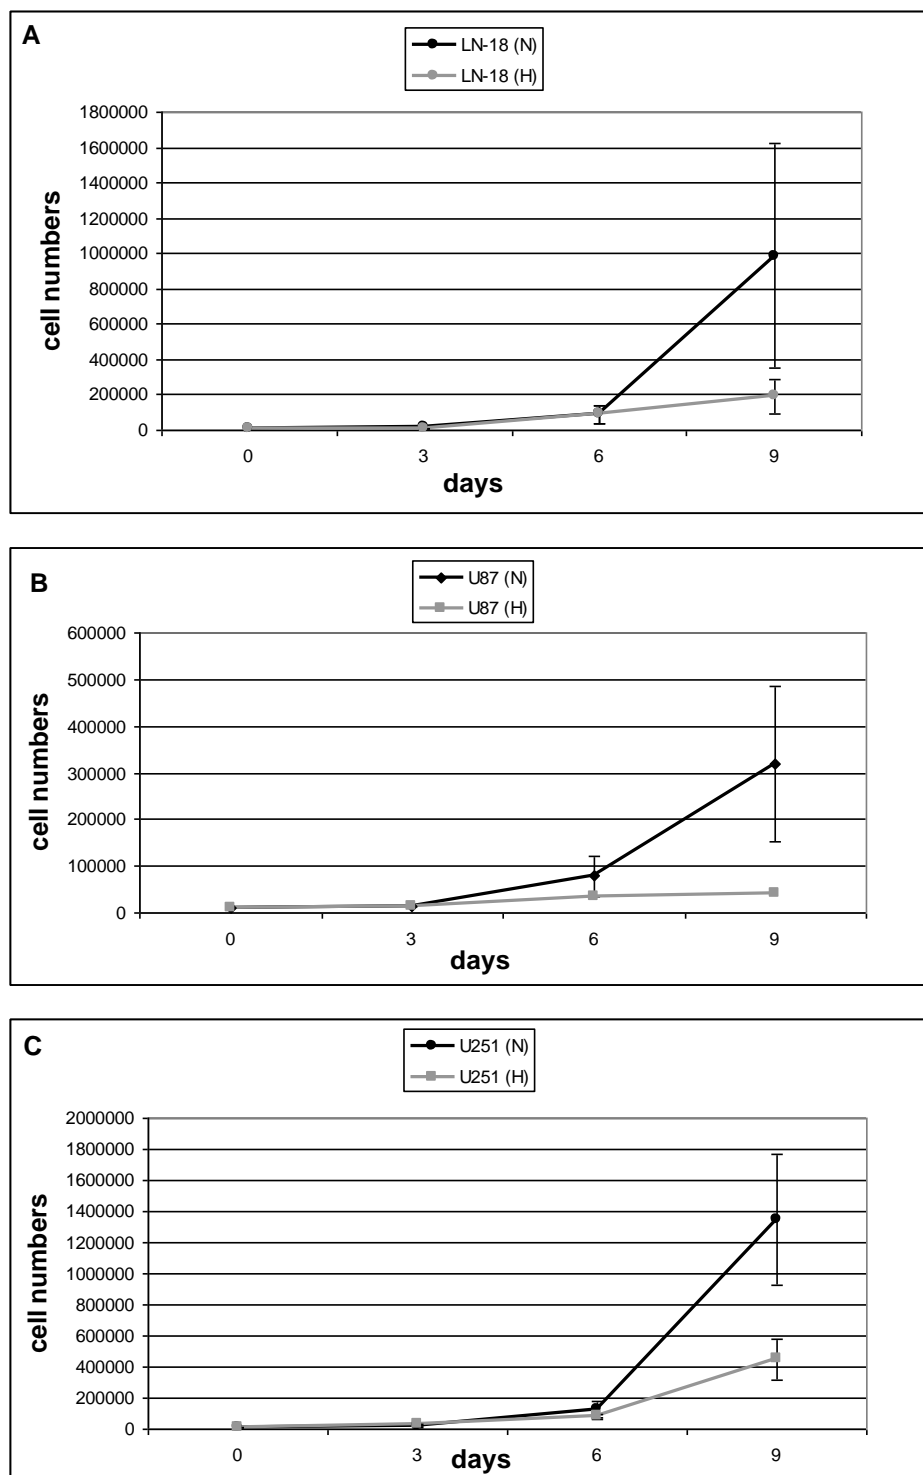 A
LN-18 (N)
LN-18 (H)
1800000
1600000
1400000
1200000
1000000
800000
600000
400000
200000
0
cell numbers
0 3 6 9
days
B
U87 (N)
U87 (H)
600000
500000
400000
300000
200000
100000
0
cell numbers
0 3 6 9
days
C
U251 (N)
U251 (H)
2000000
1800000
1600000
1400000
1200000
1000000
800000
600000
400000
200000
0
cell numbers
0 3 6 9
days